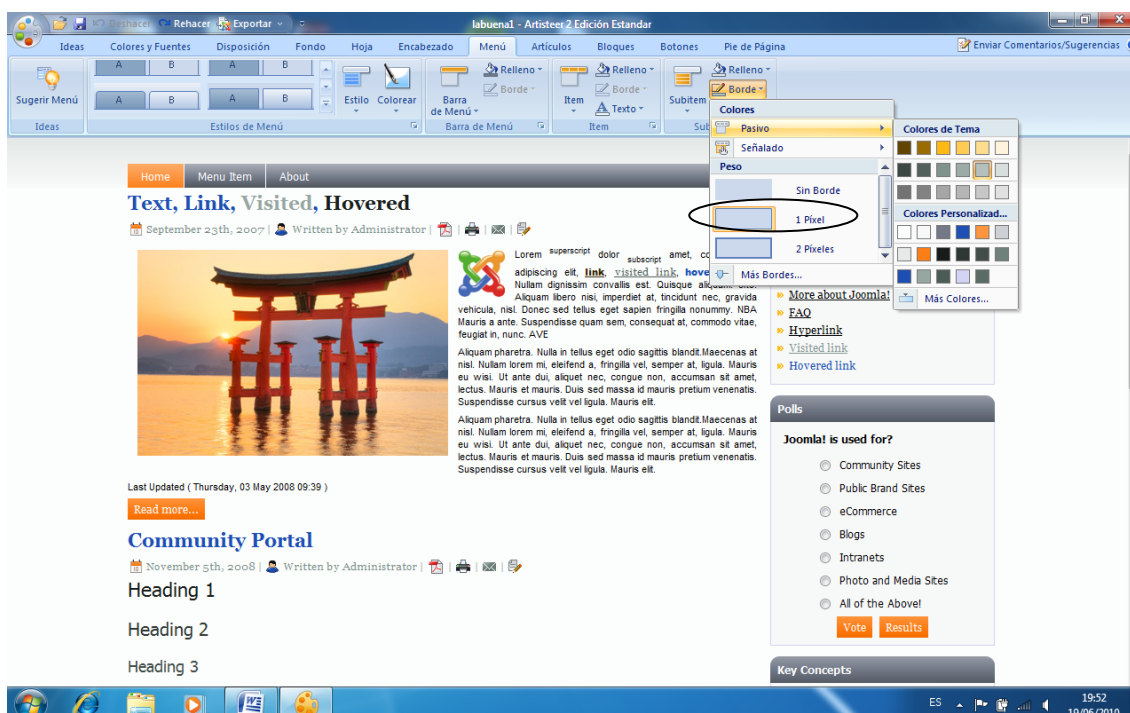 Deshacer Rehacer Exportar
labuena1 - Artisteer 2 Edición Estandar
Ideas Colores y Fuentes Disposición Fondo Hoja Encabezado Menú Artículos Bloques Botones Pie de Página
Enviar Comentarios/Sugerencias
A B A B
A B A B
Sugerir Menú
Estilo Colorear
Barra de Menú
Relleno
Borde
Item
Relleno
Borde
Texto
Subitem
Relleno
Borde
Ideas Estilos de Menú Barra de Menú Item Sub
Colores
Pasivo
Señalado
Peso
Sin Borde
1 Píxel
2 Píxeles
Más Bordes...
Colores de Tema
Colores Personalizad...
Más Colores...
Home Menu Item About
Text, Link, Visited, Hovered
September 23th, 2007 | Written by Administrator |
Lorem superscript dolor subscript amet,
adipiscing elit, link, visited link,
Nullam dignissim convallis est. Quisque
Aliquam libero nisi, imperdiet at, tincidunt nec, gravida
vehicula, nisl. Donec sed tellus eget sapien fringilla nonummy. NBA
Mauris a ante. Suspendisse quam sem, consequat at, commodo vitae,
feugiat in, nunc. AVE
Aliquam pharetra. Nulla in tellus eget odio sagittis blandit.Maecenas at
nisl. Nullam lorem mi, eleifend a, fringilla vel, semper at, ligula. Mauris
eu wisi. Ut ante dui, aliquet nec, congue non, accumsan sit amet,
lectus. Mauris et mauris. Duis sed massa id mauris pretium venenatis.
Suspendisse cursus velit vel ligula. Mauris elit.
Aliquam pharetra. Nulla in tellus eget odio sagittis blandit.Maecenas at
nisl. Nullam lorem mi, eleifend a, fringilla vel, semper at, ligula. Mauris
eu wisi. Ut ante dui, aliquet nec, congue non, accumsan sit amet,
lectus. Mauris et mauris. Duis sed massa id mauris pretium venenatis.
Suspendisse cursus velit vel ligula. Mauris elit.
Last Updated ( Thursday, 03 May 2008 09:39 )
Read more...
Community Portal
November 5th, 2008 | Written by Administrator |
Heading 1
Heading 2
Heading 3
More about Joomla!
FAQ
Hyperlink
Visited link
Hovered link
Polls
Joomla! is used for?
Community Sites
Public Brand Sites
eCommerce
Blogs
Intranets
Photo and Media Sites
All of the Above!
Vote Results
Key Concepts
ES
19:52
19/06/2010